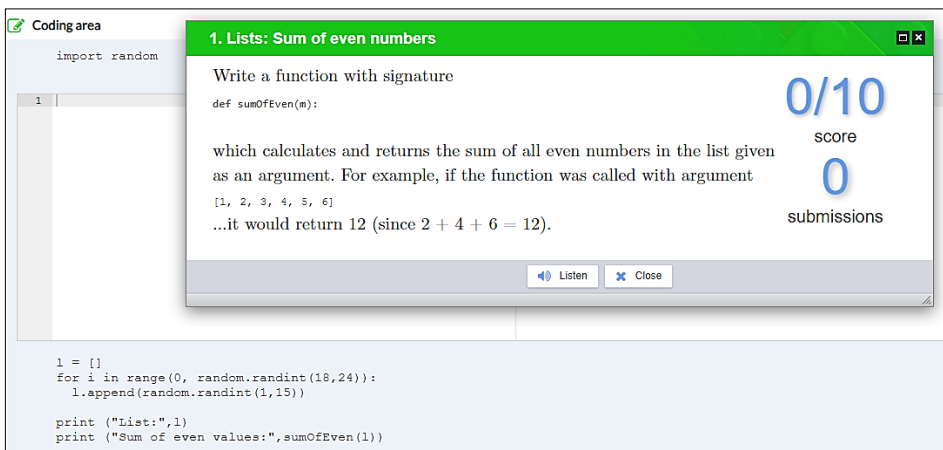 Coding area
import random
1
1. Lists: Sum of even numbers
Write a function with signature
def sumOfEven(m):
which calculates and returns the sum of all even numbers in the list given
as an argument. For example, if the function was called with argument
[1, 2, 3, 4, 5, 6]
...it would return 12 (since 2 + 4 + 6 = 12).
0/10
score
0
submissions
Listen
Close
l = []
for i in range(0, random.randint(18,24)):
l.append(random.randint(1,15))
print ("List:",l)
print ("Sum of even values:",sumOfEven(l))